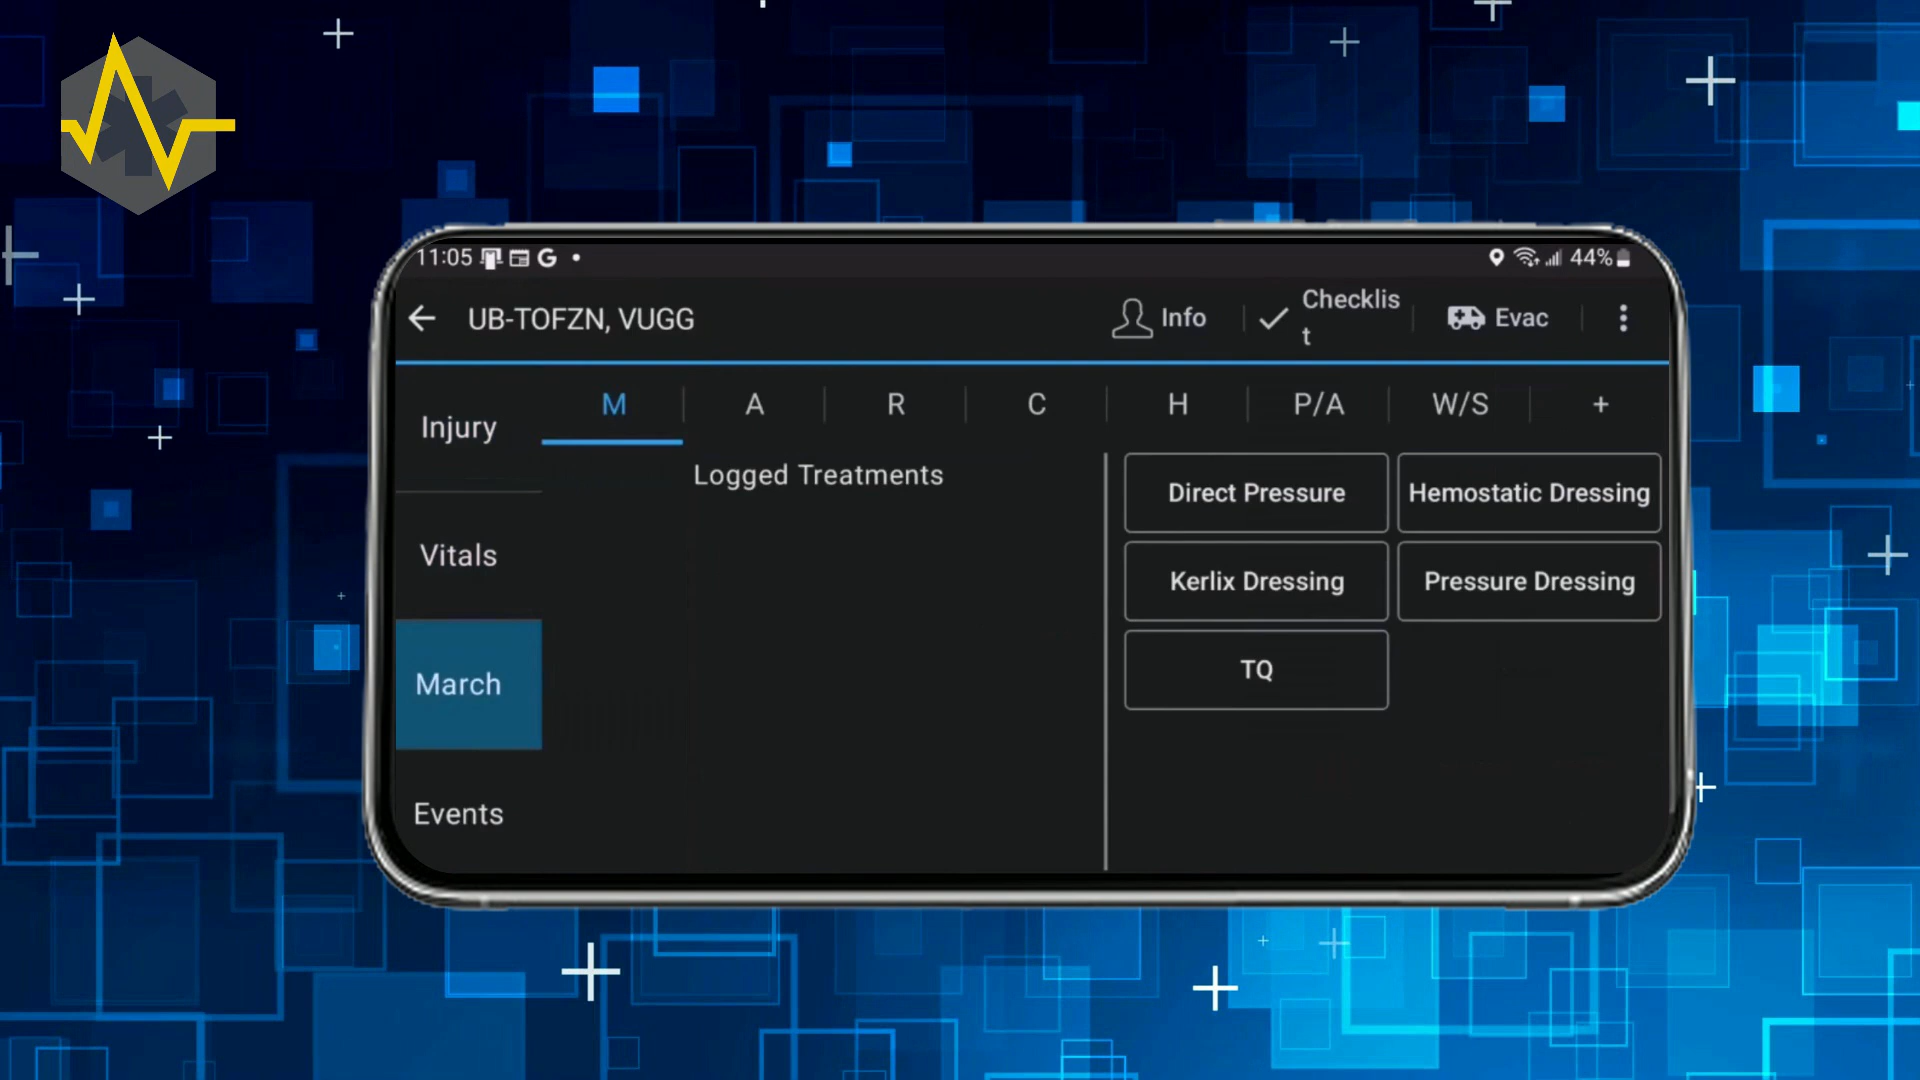 11:05 44%
UB-TOFZN, VUGG
Info
Checklis
t
Evac
Injury
Vitals
March
Events
M A R C H P/A W/S +
Logged Treatments
Direct Pressure
Hemostatic Dressing
Kerlix Dressing
Pressure Dressing
TQ